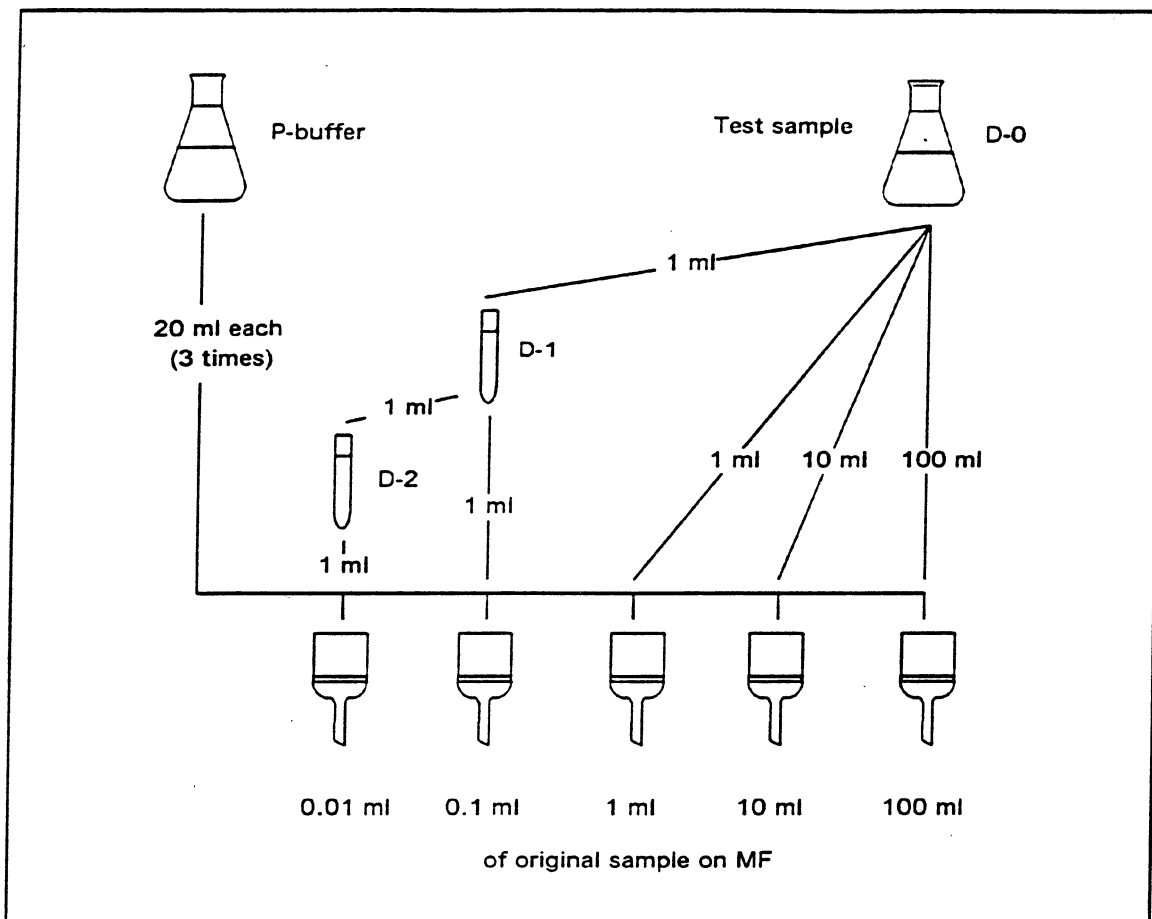 P-buffer
Test sample
D-0
1 ml
20 ml each
(3 times)
D-1
1 ml
D-2
1 ml
1 ml
1 ml
10 ml
100 ml
0.01 ml
0.1 ml
1 ml
10 ml
100 ml
of original sample on MF